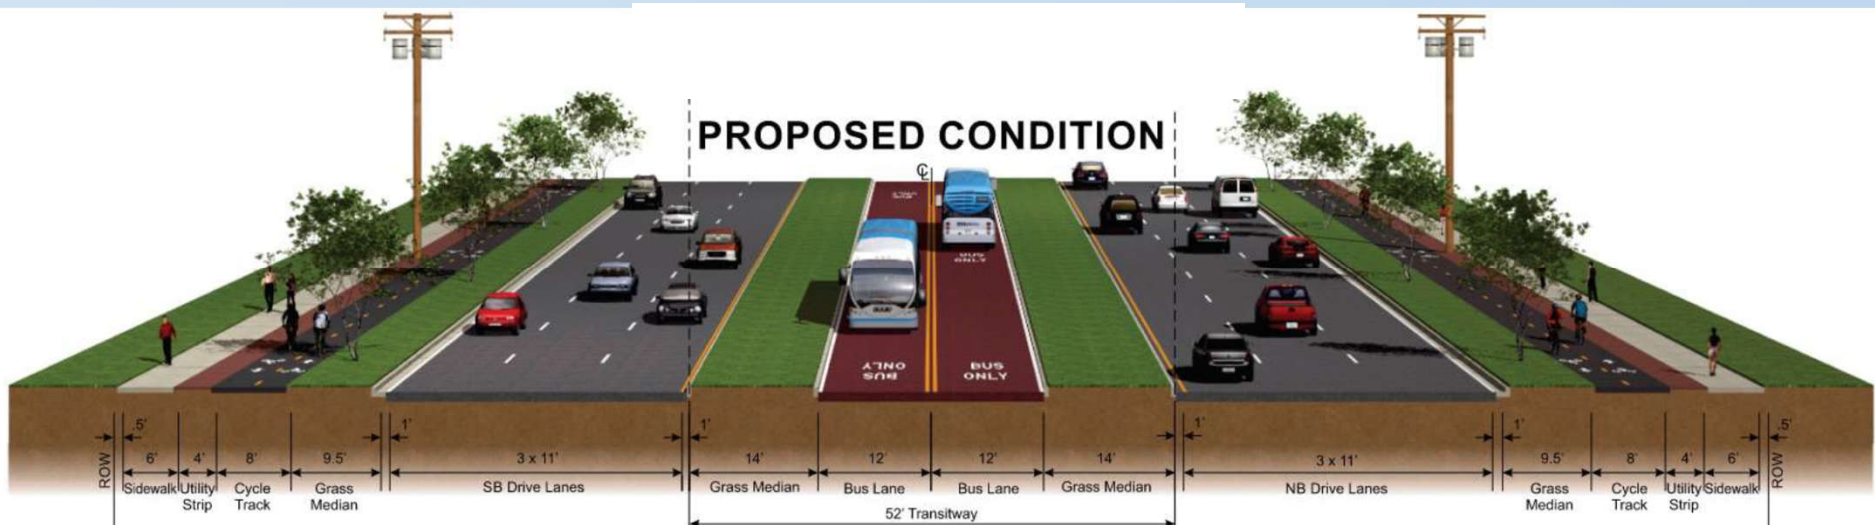 PROPOSED CONDITION
℄
BUS
ONLY
BUS
ONLY
BUS
ONLY
BUS
ONLY
.5'
1'
1'
1'
1'
.5'
ROW
6'
4'
8'
9.5'
3 x 11'
14'
12'
12'
14'
3 x 11'
9.5'
8'
4'
6'
ROW
Sidewalk
Utility
Strip
Cycle
Track
Grass
Median
SB Drive Lanes
Grass Median
Bus Lane
Bus Lane
Grass Median
NB Drive Lanes
Grass
Median
Cycle
Track
Utility
Strip
Sidewalk
52' Transitway